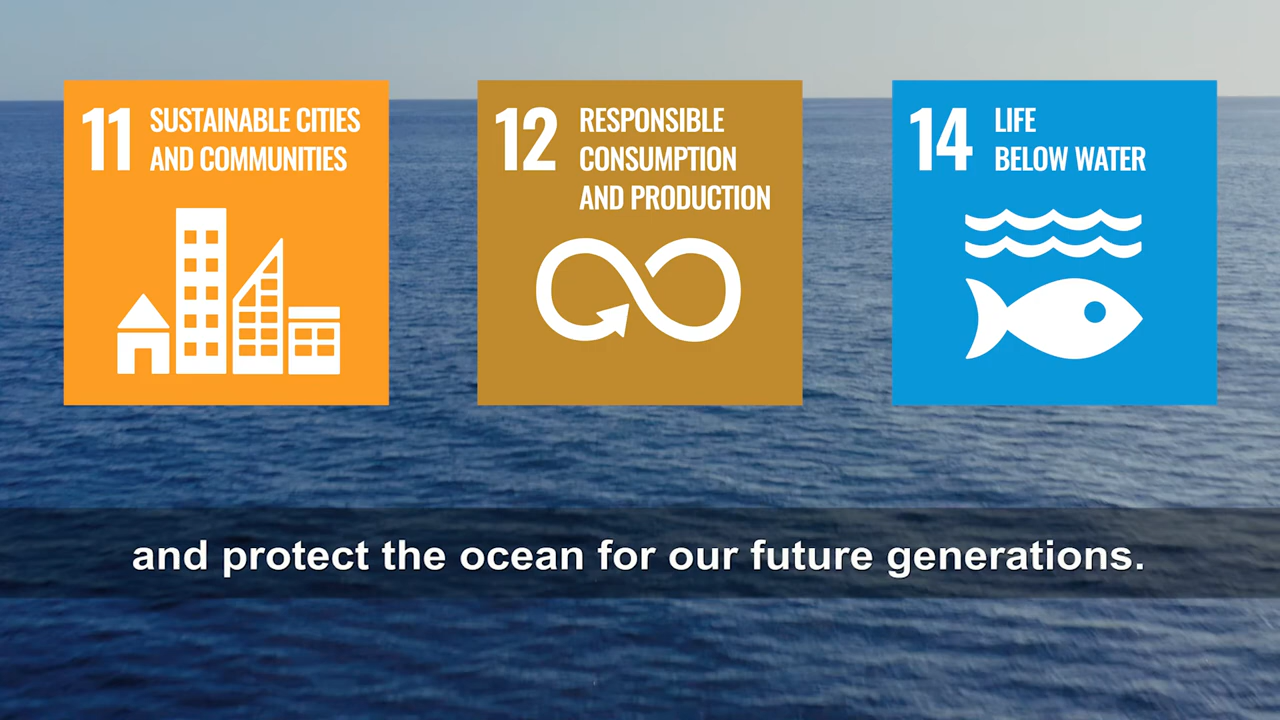 11
SUSTAINABLE CITIES
AND COMMUNITIES
12
RESPONSIBLE
CONSUMPTION
AND PRODUCTION
14
LIFE
BELOW WATER
and protect the ocean for our future generations.